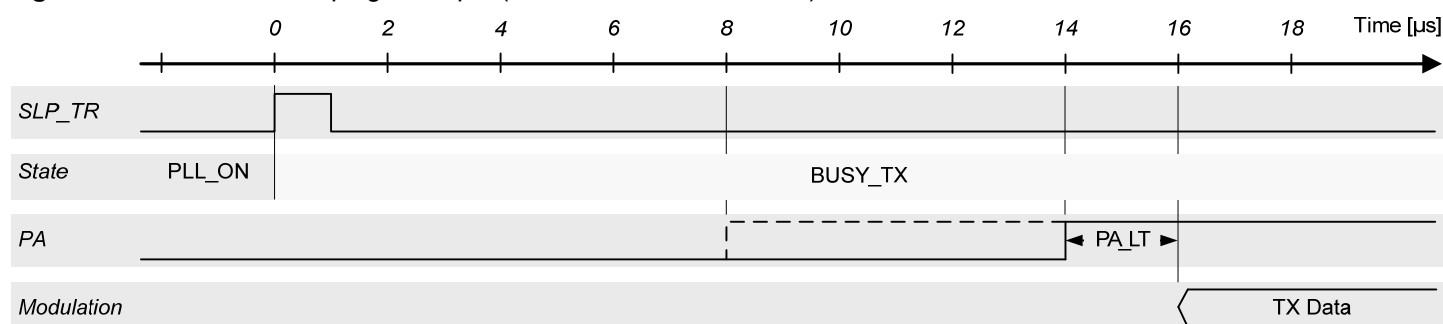 0 2 4 6 8 10 12 14 16 18 Time [µs]
SLP_TR
State PLL_ON BUSY_TX
PA PA_LT
Modulation TX Data